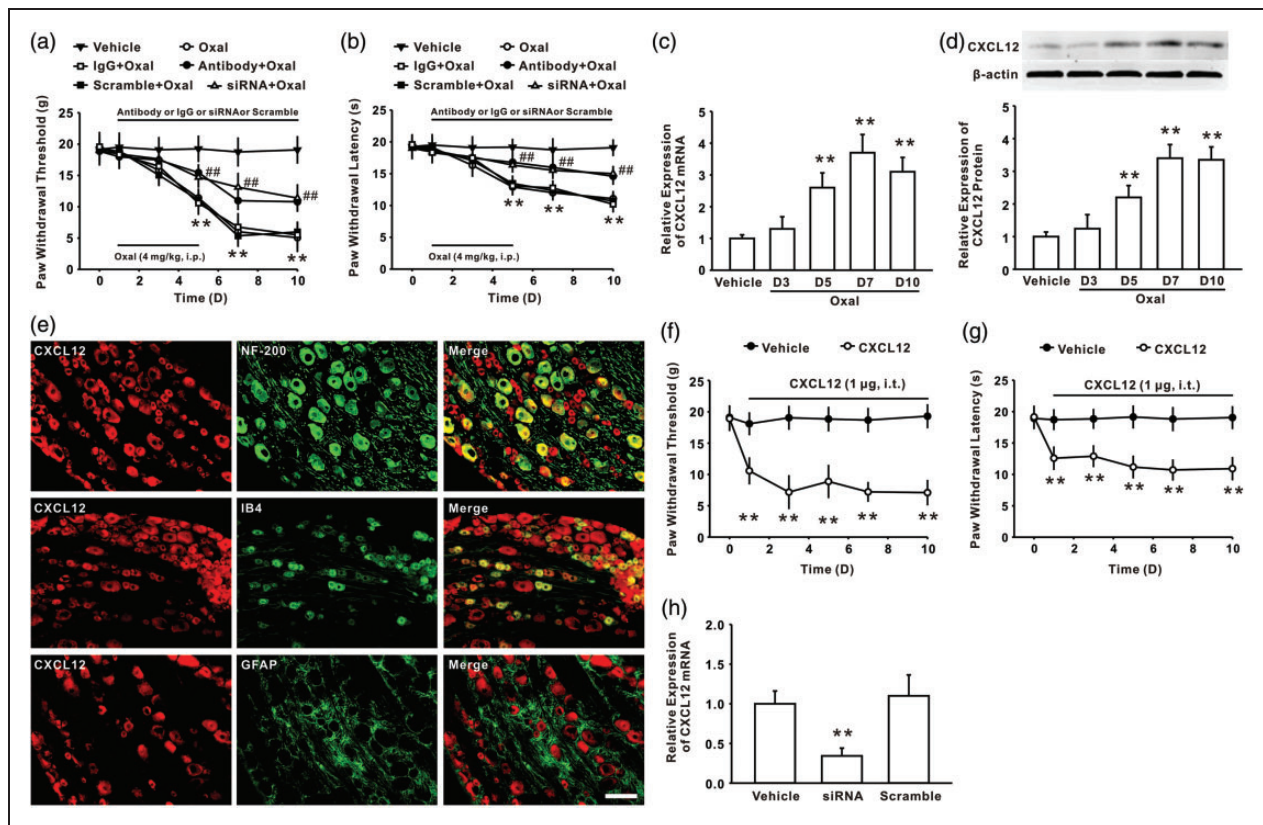 (a)
Vehicle
Oxal
IgG+Oxal
Antibody+Oxal
Scramble+Oxal
siRNA+Oxal
Antibody or IgG or siRNAor Scramble
Paw Withdrawal Threshold (g)
25
20
15
10
5
0
##
##
##
**
**
**
Oxal (4 mg/kg, i.p.)
0 2 4 6 8 10
Time (D)
(b)
Vehicle
Oxal
IgG+Oxal
Antibody+Oxal
Scramble+Oxal
siRNA+Oxal
Antibody or IgG or siRNAor Scramble
Paw Withdrawal Latency (s)
25
20
15
10
5
0
##
##
##
**
**
**
Oxal (4 mg/kg, i.p.)
0 2 4 6 8 10
Time (D)
(c)
Relative Expression
of CXCL12 mRNA
5
4
3
2
1
0
**
**
**
Vehicle D3 D5 D7 D10
Oxal
(d)
CXCL12
β-actin
Relative Expression of
CXCL12 Protein
5
4
3
2
1
0
**
**
**
Vehicle D3 D5 D7 D10
Oxal
(e)
CXCL12 NF-200 Merge
CXCL12 IB4 Merge
CXCL12 GFAP Merge
(f)
Vehicle CXCL12
CXCL12 (1 μg, i.t.)
Paw Withdrawal Threshold (g)
25
20
15
10
5
0
** ** ** ** **
0 2 4 6 8 10
Time (D)
(g)
Vehicle CXCL12
CXCL12 (1 μg, i.t.)
Paw Withdrawal Latency (s)
25
20
15
10
5
0
** ** ** ** **
0 2 4 6 8 10
Time (D)
(h)
Relative Expression
of CXCL12 mRNA
2.0
1.5
1.0
0.5
0.0
**
Vehicle siRNA Scramble